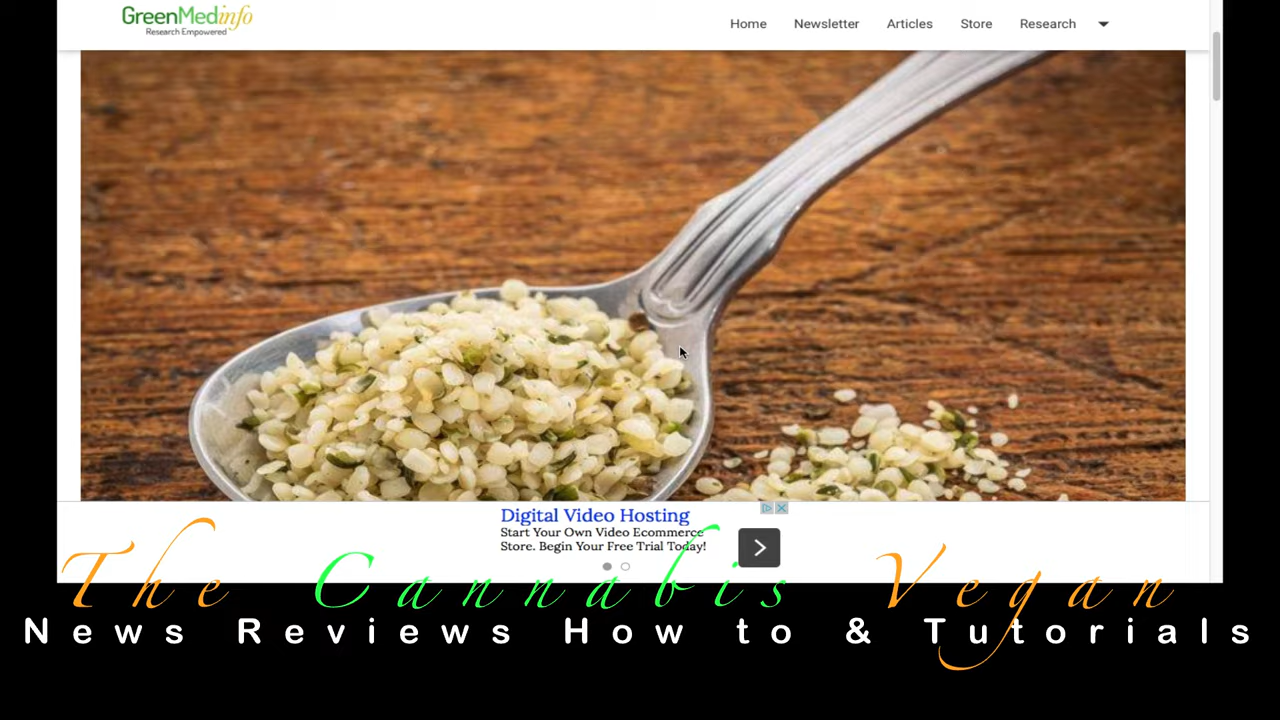 GreenMedinfo
Research Empowered
Home Newsletter Articles Store Research
Digital Video Hosting
Start Your Own Video Ecommerce
Store. Begin Your Free Trial Today!
The Cannabis Vegan
News Reviews How to & Tutorials